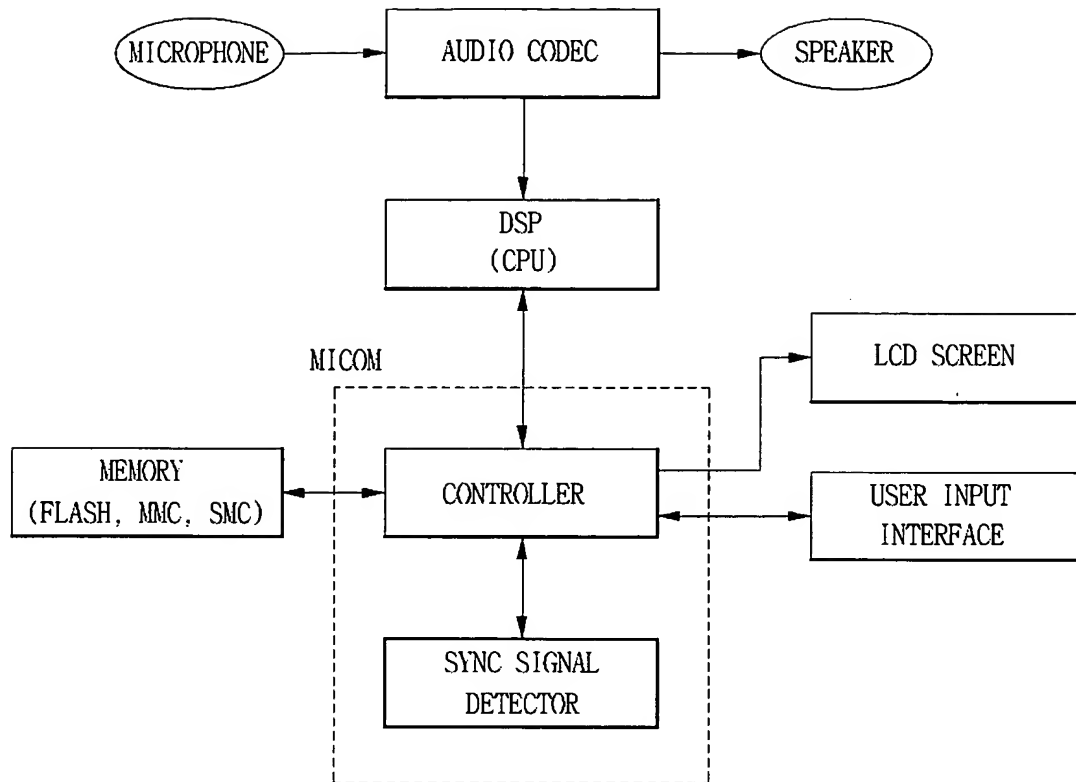 MICROPHONE
AUDIO CODEC
SPEAKER
DSP
(CPU)
MICOM
LCD SCREEN
MEMORY
(FLASH, MMC, SMC)
CONTROLLER
USER INPUT
INTERFACE
SYNC SIGNAL
DETECTOR